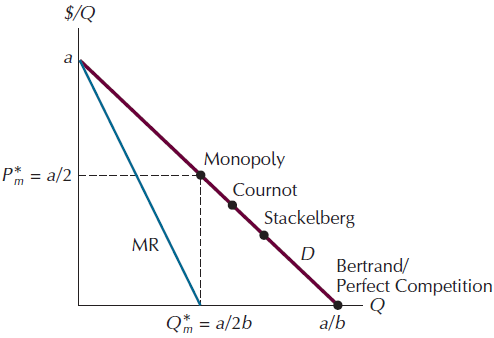 $/Q
a
Monopoly
P*m = a/2
Cournot
Stackelberg
MR
D
Bertrand/
Perfect Competition
Q
Q*m = a/2b
a/b